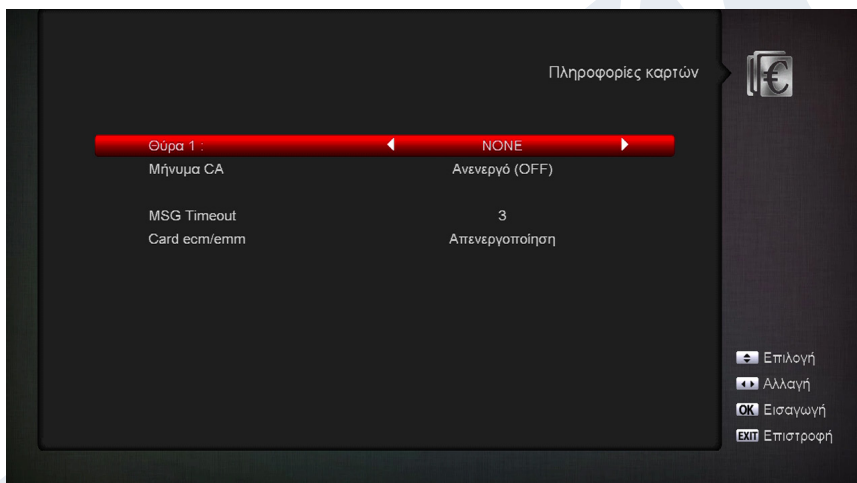 Πληροφορίες καρτών
€
Θύρα 1 : NONE
Μήνυμα CA Ανενεργό (OFF)
MSG Timeout 3
Card ecm/emm Απενεργοποίηση
Επιλογή
Αλλαγή
OK Εισαγωγή
EXIT Επιστροφή